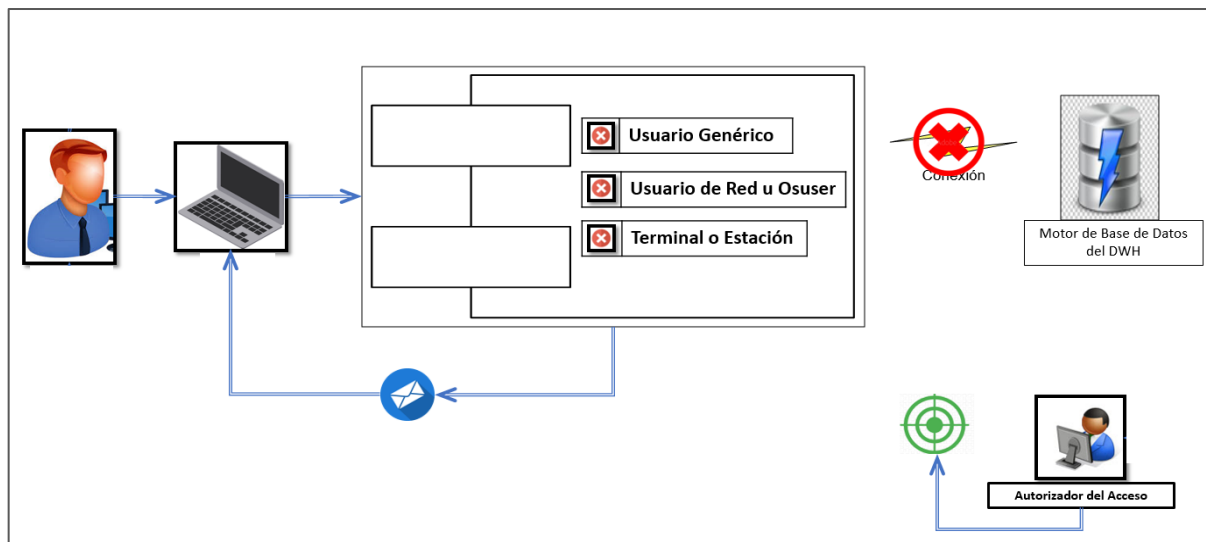 Usuario Genérico
Usuario de Red u Osuser
Terminal o Estación
Conexión
Motor de Base de Datos
del DWH
Autorizador del Acceso